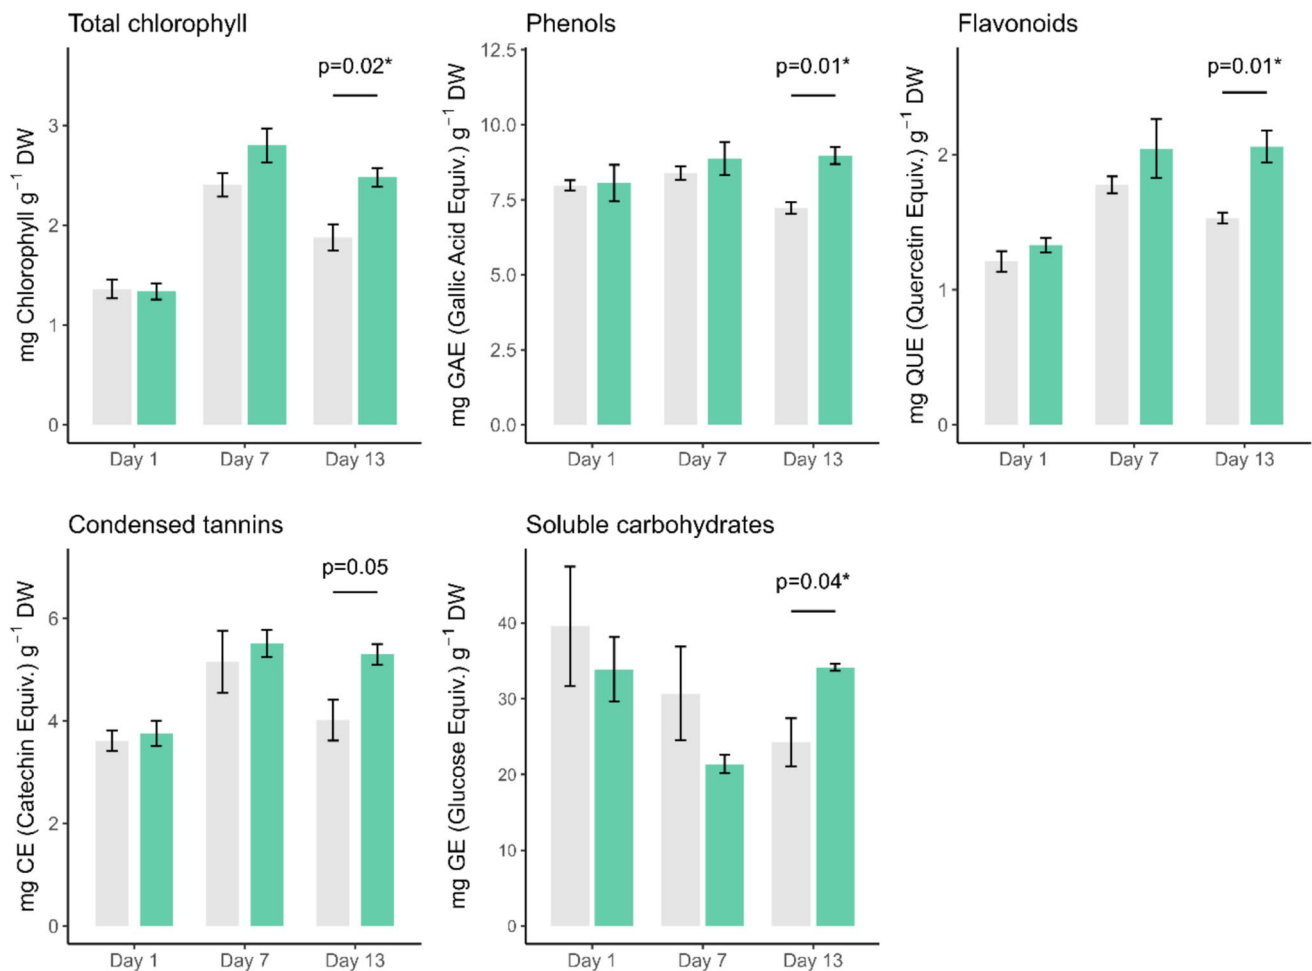 Total chlorophyll
p=0.02*
mg Chlorophyll g⁻¹ DW
3
2
1
0
Day 1 Day 7 Day 13
Phenols
p=0.01*
mg GAE (Gallic Acid Equiv.) g⁻¹ DW
12.5
10.0
7.5
5.0
2.5
0.0
Day 1 Day 7 Day 13
Flavonoids
p=0.01*
mg QUE (Quercetin Equiv.) g⁻¹ DW
2
1
0
Day 1 Day 7 Day 13
Condensed tannins
p=0.05
mg CE (Catechin Equiv.) g⁻¹ DW
6
4
2
0
Day 1 Day 7 Day 13
Soluble carbohydrates
p=0.04*
mg GE (Glucose Equiv.) g⁻¹ DW
40
30
20
10
0
Day 1 Day 7 Day 13